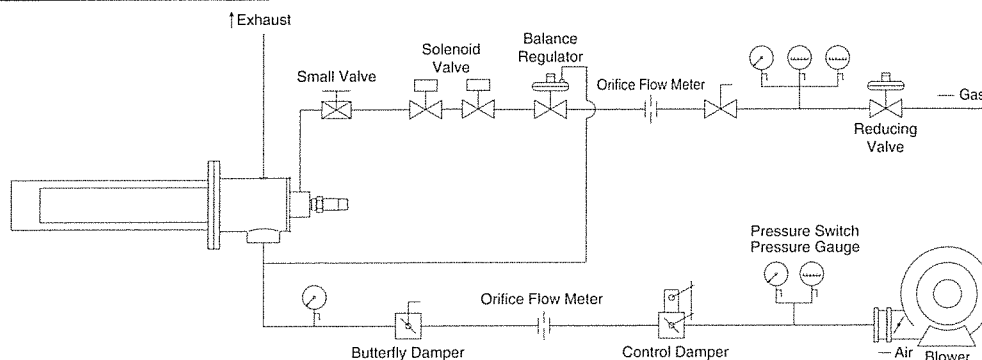 ↑ Exhaust
Solenoid
Valve
Balance
Regulator
Small Valve
Orifice Flow Meter
— Gas
Reducing
Valve
Pressure Switch
Pressure Gauge
Orifice Flow Meter
Butterfly Damper
Control Damper
— Air
Blower